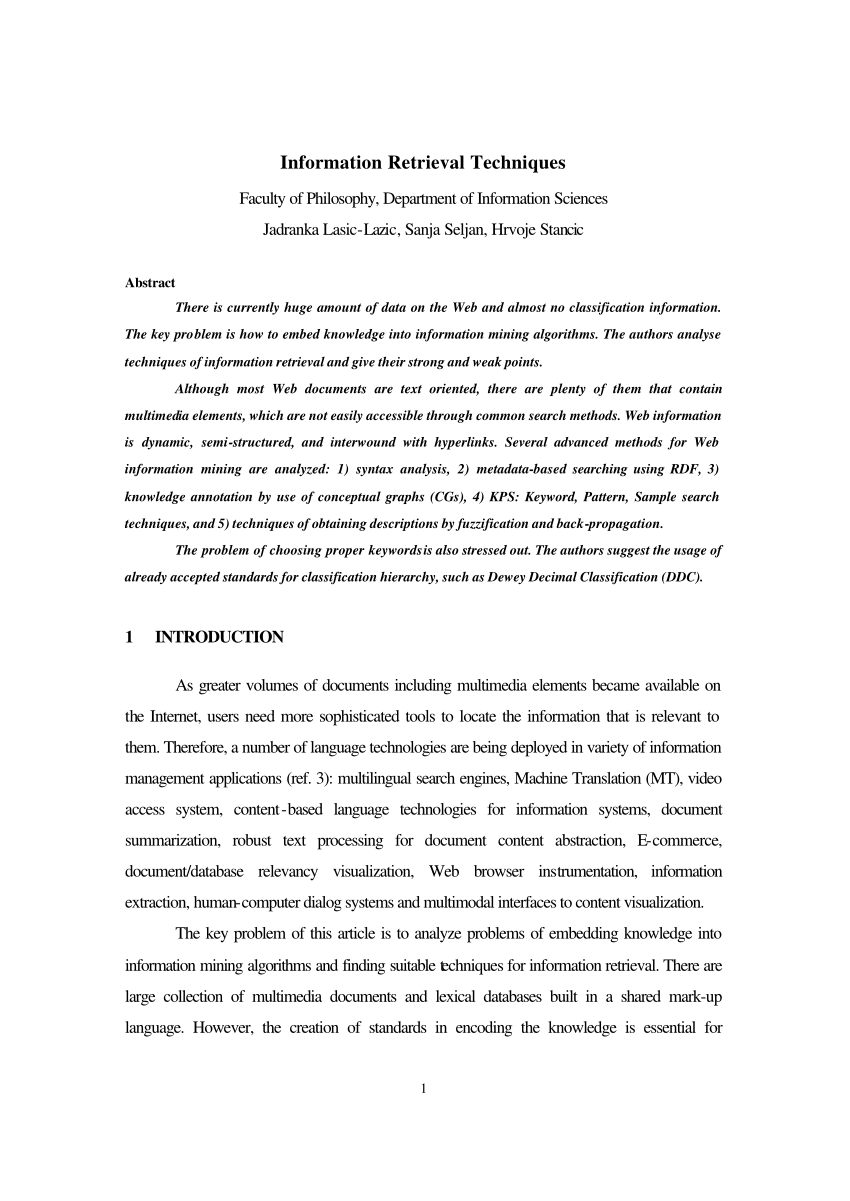 Information Retrieval Techniques
Faculty of Philosophy, Department of Information Sciences
Jadranka Lasic-Lazic, Sanja Seljan, Hrvoje Stancic
Abstract
There is currently huge amount of data on the Web and almost no classification information.
The key problem is how to embed knowledge into information mining algorithms. The authors analyse
techniques of information retrieval and give their strong and weak points.
Although most Web documents are text oriented, there are plenty of them that contain
multimedia elements, which are not easily accessible through common search methods. Web information
is dynamic, semi-structured, and interwound with hyperlinks. Several advanced methods for Web
information mining are analyzed: 1) syntax analysis, 2) metadata-based searching using RDF, 3)
knowledge annotation by use of conceptual graphs (CGs), 4) KPS: Keyword, Pattern, Sample search
techniques, and 5) techniques of obtaining descriptions by fuzzification and back-propagation.
The problem of choosing proper keywords is also stressed out. The authors suggest the usage of
already accepted standards for classification hierarchy, such as Dewey Decimal Classification (DDC).
1 INTRODUCTION
As greater volumes of documents including multimedia elements became available on
the Internet, users need more sophisticated tools to locate the information that is relevant to
them. Therefore, a number of language technologies are being deployed in variety of information
management applications (ref. 3): multilingual search engines, Machine Translation (MT), video
access system, content-based language technologies for information systems, document
summarization, robust text processing for document content abstraction, E-commerce,
document/database relevancy visualization, Web browser instrumentation, information
extraction, human-computer dialog systems and multimodal interfaces to content visualization.
The key problem of this article is to analyze problems of embedding knowledge into
information mining algorithms and finding suitable techniques for information retrieval. There are
large collection of multimedia documents and lexical databases built in a shared mark-up
language. However, the creation of standards in encoding the knowledge is essential for
1